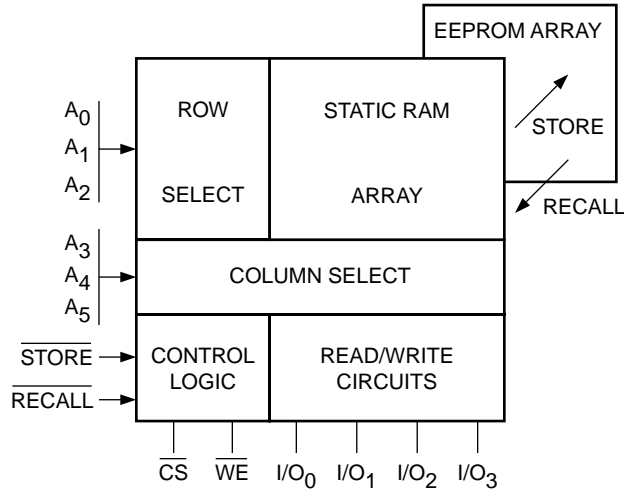 EEPROM ARRAY
ROW
STATIC RAM
A0
A1
A2
STORE
SELECT
ARRAY
RECALL
A3
A4
A5
COLUMN SELECT
STORE
RECALL
CONTROL
LOGIC
READ/WRITE
CIRCUITS
CS
WE
I/O0
I/O1
I/O2
I/O3